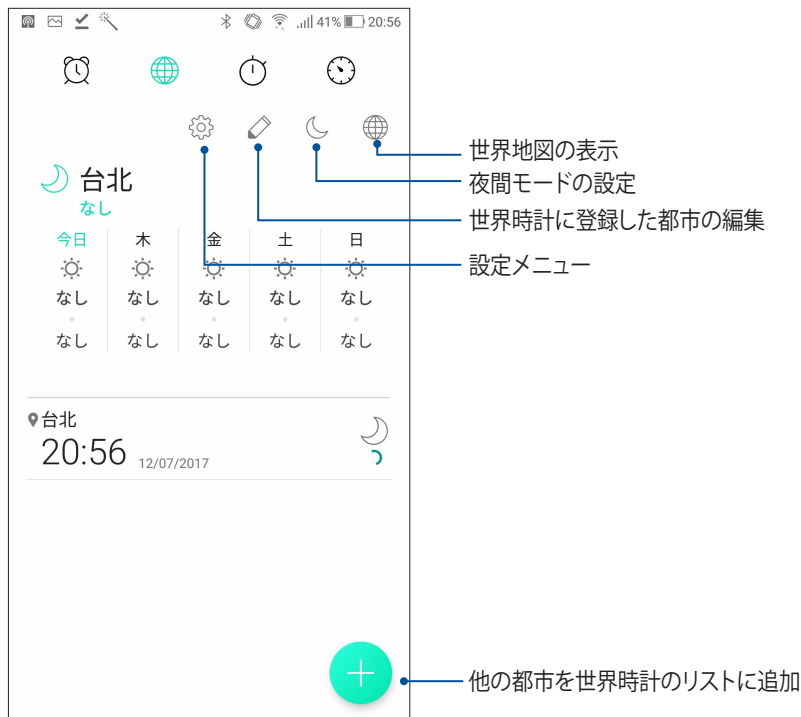 41% 20:56
世界地図の表示
夜間モードの設定
世界時計に登録した都市の編集
設定メニュー
台北
なし
今日 木 金 土 日
なし なし なし なし なし
なし なし なし なし なし
台北
20:56 12/07/2017
他の都市を世界時計のリストに追加